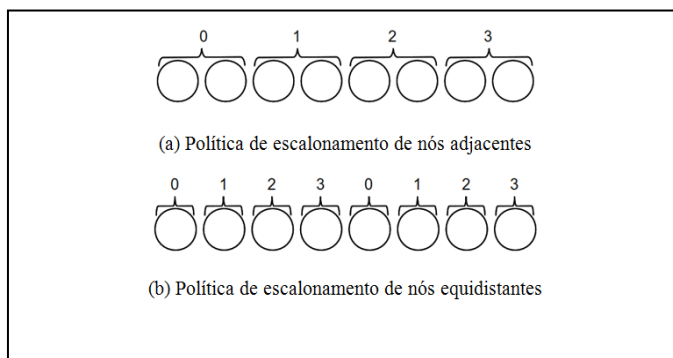 0 1 2 3
(a) Política de escalonamento de nós adjacentes
0 1 2 3 0 1 2 3
(b) Política de escalonamento de nós equidistantes